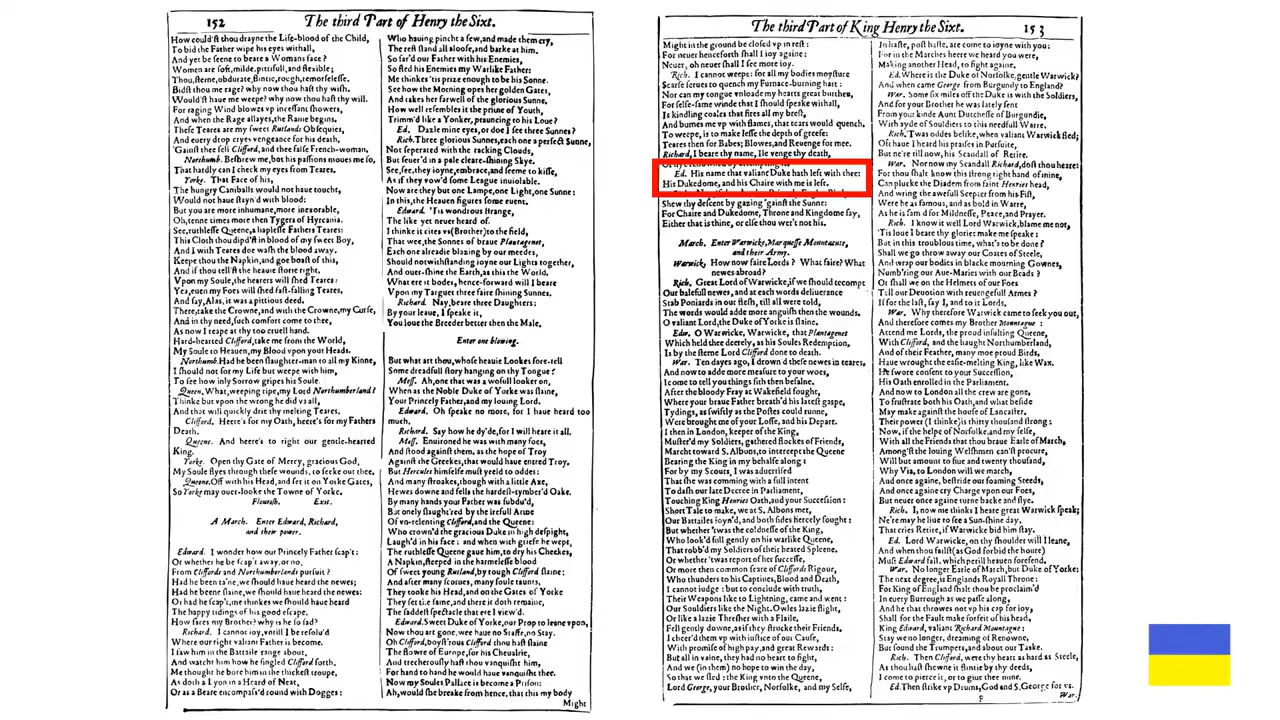 152
The third Part of Henry the Sixt.
How could'ſt thou drayne the Life-blood of the Child,
To bid the Father wipe his eyes withall,
And yet be ſeene to beare a Womans face?
Women are ſoft, milde, pittifull, and flexible;
Thou, ſterne, obdurate, flintie, rough, remorſeleſſe.
Bidſt thou me rage? why now thou haſt thy wiſh.
Would'ſt haue me weepe? why now thou haſt thy will.
For raging Wind blowes vp inceſſant ſhowers,
And when the Rage allayes, the Raine begins.
Theſe Teares are my ſweet Rutlands Obſequies,
And euery drop cryes vengeance for his death,
'Gainſt thee fell Clifford, and thee falſe French-woman.
Northumb. Beſhrew me, but his paſſions moues me ſo,
That hardly can I check my eyes from Teares.
Yorke. That Face of his,
The hungry Caniballs would not haue toucht,
Would not haue ſtayn'd with blood:
But you are more inhumane, more inexorable,
Oh, tenne times more then Tygers of Hyrcania.
See, ruthleſſe Queene, a hapleſſe Fathers Teares:
This Cloth thou dipd'ſt in blood of my ſweet Boy,
And I with Teares doe waſh the blood away.
Keepe thou the Napkin, and goe boaſt of this,
And if thou tell'ſt the heauie ſtorie right,
Vpon my Soule, the hearers will ſhed Teares:
Yea, euen my Foes will ſhed faſt-falling Teares,
And ſay, Alas, it was a pittious deed.
There, take the Crowne, and with the Crowne, my Curſe,
And in thy need, ſuch comfort come to thee,
As now I reape at thy too cruell hand.
Hard-hearted Clifford, take me from the World,
My Soule to Heauen, my Blood vpon your Heads.
Northumb. Had he been ſlaughter-man to all my Kinne,
I ſhould not for my Life but weepe with him,
To ſee how inly Sorrow gripes his Soule.
Queen. What, weeping ripe, my Lord Northumberland?
Thinke but vpon the wrong he did vs all,
And that will quickly drie thy melting Teares.
Clifford. Heere's for my Oath, heere's for my Fathers
Death.
Queene. And heere's to right our gentle-hearted
King.
Yorke. Open thy Gate of Mercy, gracious God,
My Soule flyes through theſe wounds, to ſeeke out thee.
Queene. Off with his Head, and ſet it on Yorke Gates,
So Yorke may ouer-looke the Towne of Yorke.
Flouriſh. Exit.
A March. Enter Edward, Richard,
and their power.
Edward. I wonder how our Princely Father ſcap't:
Or whether he be ſcap't away, or no,
From Cliffords and Northumberlands purſuit?
Had he been ta'ne, we ſhould haue heard the newes;
Had he beene ſlaine, we ſhould haue heard the newes:
Or had he ſcap't, me thinkes we ſhould haue heard
The happy tidings of his good eſcape.
How fares my Brother? why is he ſo ſad?
Richard. I cannot ioy, vntill I be reſolu'd
Where our right valiant Father is become.
I ſaw him in the Battaile range about,
And watcht him how he ſingled Clifford forth.
Me thought he bore him in the thickeſt troupe,
As doth a Lyon in a Heard of Neat,
Or as a Beare encompaſs'd round with Dogges:
Who hauing pincht a few, and made them cry,
The reſt ſtand all aloofe, and barke at him.
So far'd our Father with his Enemies,
So fled his Enemies my Warlike Father:
Me thinkes 'tis prize enough to be his Sonne.
See how the Morning opes her golden Gates,
And takes her farwell of the glorious Sunne.
How well reſembles it the prime of Youth,
Trimm'd like a Yonker, prauncing to his Loue?
Ed. Dazle mine eyes, or doe I ſee three Sunnes?
Rich. Three glorious Sunnes, each one a perfect Sunne,
Not ſeperated with the racking Clouds,
But ſeuer'd in a pale cleare-ſhining Skye.
See, ſee, they ioyne, embrace, and ſeeme to kiſſe,
As if they vow'd ſome League inuiolable.
Now are they but one Lampe, one Light, one Sunne:
In this, the Heauen figures ſome euent.
Edward. 'Tis wondrous ſtrange,
The like yet neuer heard of.
I thinke it cites vs (Brother) to the field,
That wee, the Sonnes of braue Plantagenet,
Each one alreadie blazing by our meedes,
Should notwithſtanding ioyne our Lights together,
And ouer-ſhine the Earth, as this the World.
What ere it bodes, hence-forward will I beare
Vpon my Targuet three faire ſhining Sunnes.
Richard. Nay, beare three Daughters:
By your leaue, I ſpeake it,
You loue the Breeder better then the Male.
Enter one blowing.
But what art thou, whoſe heauie Lookes fore-tell
Some dreadfull ſtory hanging on thy Tongue?
Meſſ. Ah, one that was a wofull looker on,
When as the Noble Duke of Yorke was ſlaine,
Your Princely Father, and my louing Lord.
Edward. Oh ſpeake no more, for I haue heard too
much.
Richard. Say how he dy'de, for I will heare it all.
Meſſ. Enuironed he was with many foes,
And ſtood againſt them, as the hope of Troy
Againſt the Greekes, that would haue entred Troy.
But Hercules himſelfe muſt yeeld to oddes:
And many ſtroakes, though with a little Axe,
Hewes downe and fells the hardeſt-tymber'd Oake.
By many hands your Father was ſubdu'd,
But onely ſlaught'red by the irefull Arme
Of vn-relenting Clifford, and the Queene:
Who crown'd the gracious Duke in high deſpight,
Laugh'd in his face: and when with griefe he wept,
The ruthleſſe Queene gaue him, to dry his Cheekes,
A Napkin, ſteeped in the harmeleſſe blood
Of ſweet young Rutland, by rough Clifford ſlaine:
And after many ſcornes, many foule taunts,
They tooke his Head, and on the Gates of Yorke
They ſet the ſame, and there it doth remaine,
The ſaddeſt ſpectacle that ere I view'd.
Edward. Sweet Duke of Yorke, our Prop to leane vpon,
Now thou art gone, wee haue no Staffe, no Stay.
Oh Clifford, boyſt'rous Clifford, thou haſt ſlaine
The flowre of Europe, for his Cheualrie,
And trecherouſly haſt thou vanquiſht him,
For hand to hand he would haue vanquiſht thee.
Now my Soules Pallace is become a Priſon:
Ah, would ſhe breake from hence, that this my body
Might
The third Part of King Henry the Sixt.
153
Might in the ground be cloſed vp in reſt:
For neuer henceforth ſhall I ioy againe:
Neuer, oh neuer ſhall I ſee more ioy.
Rich. I cannot weepe: for all my bodies moyſture
Scarſe ſerues to quench my Furnace-burning hart:
Nor can my tongue vnloade my hearts great burthen,
For ſelfe-ſame winde that I ſhould ſpeake withall,
Is kindling coales that fires all my breſt,
And burnes me vp with flames, that tears would quench.
To weepe, is to make leſſe the depth of greefe:
Teares then for Babes; Blowes, and Reuenge for mee.
Richard, I beare thy name, Ile venge thy death,
Ed. His name that valiant Duke hath left with thee:
His Dukedome, and his Chaire with me is left.
Shew thy deſcent by gazing 'gainſt the Sunne:
For Chaire and Dukedome, Throne and Kingdome ſay,
Either that is thine, or elſe thou wer't not his.
March. Enter Warwicke, Marqueſſe Mountacute,
and their Army.
Warwick. How now faire Lords? What faire? What
newes abroad?
Rich. Great Lord of Warwicke, if we ſhould recompt
Our balefull newes, and at each words deliuerance
Stab Poniards in our fleſh, till all were told,
The words would adde more anguiſh then the wounds.
O valiant Lord, the Duke of Yorke is ſlaine.
Edw. O Warwicke, Warwicke, that Plantagenet
Which held thee deerely, as his Soules Redemption,
Is by the ſterne Lord Clifford done to death.
War. Ten dayes ago, I drown'd theſe newes in teares,
And now to adde more meaſure to your woes,
I come to tell you things ſith then befalne.
After the bloody Fray at Wakefield fought,
Where your braue Father breath'd his lateſt gaspe,
Tydings, as ſwiftly as the Poſtes could runne,
Were brought me of your Loſſe, and his Depart.
I then in London, keeper of the King,
Muſter'd my Soldiers, gathered flockes of Friends,
Marcht toward S. Albons, to intercept the Queene
Bearing the King in my behalfe along:
For by my Scouts, I was aduertiſed
That ſhe was comming with a full intent
To daſh our late Decree in Parliament,
Touching King Henries Oath, and your Succeſſion:
Short Tale to make, we at S. Albons met,
Our Battailes ioyn'd, and both ſides fiercely fought:
But whether 'twas the coldneſſe of the King,
Who look'd full gently on his warlike Queene,
That robb'd my Soldiers of their heated Spleene.
Or whether 'twas report of her ſucceſſe,
Or more then common feare of Cliffords Rigour,
Who thunders to his Captiues, Blood and Death,
I cannot iudge: but to conclude with truth,
Their Weapons like to Lightning, came and went:
Our Souldiers like the Night-Owles lazie flight,
Or like a lazie Threſher with a Flaile,
Fell gently downe, as if they ſtrucke their Friends.
I cheer'd them vp with iuſtice of our Cauſe,
With promiſe of high pay, and great Rewards:
But all in vaine, they had no heart to fight,
And we (in them) no hope to win the day,
So that we fled: the King vnto the Queene,
Lord George, your Brother, Norfolke, and my Selfe,
In haſte, poſt haſte, are come to ioyne with you:
For in the Marches heere we heard you were,
Making another Head, to fight againe.
Ed. Where is the Duke of Norfolke, gentle Warwick?
And when came George from Burgundy to England?
War. Some ſix miles off the Duke is with the Soldiers,
And for your Brother he was lately ſent
From your kinde Aunt Dutcheſſe of Burgundie,
With ayde of Souldiers to this needfull Warre.
Rich. 'Twas oddes belike, when valiant Warwick fled;
Oft haue I heard his praiſes in Purſuite,
But ne're till now, his Scandall of Retire.
War. Nor now my Scandall Richard, doſt thou heare:
For thou ſhalt know this ſtrong right hand of mine,
Can plucke the Diadem from faint Henries head,
And wring the awefull Scepter from his Fiſt,
Were he as famous, and as bold in Warre,
As he is fam'd for Mildneſſe, Peace, and Prayer.
Rich. I know it well Lord Warwick, blame me not,
'Tis loue I beare thy glories make me ſpeake:
But in this troublous time, what's to be done?
Shall we go throw away our Coates of Steele,
And wrap our bodies in blacke mourning Gownes,
Numb'ring our Aue-Maries with our Beads?
Or ſhall we on the Helmets of our Foes
Tell our Deuotion with reuengefull Armes?
If for the laſt, ſay I, and to it Lords.
War. Why therefore Warwick came to ſeek you out,
And therefore comes my Brother Mountague:
Attend me Lords, the proud inſulting Queene,
With Clifford, and the haught Northumberland,
And of their Feather, many moe proud Birds,
Haue wrought the eaſie-melting King, like Wax.
He ſwore conſent to your Succeſſion,
His Oath enrolled in the Parliament.
And now to London all the crew are gone,
To fruſtrate both his Oath, and what beſide
May make againſt the houſe of Lancaſter.
Their power (I thinke) is thirty thouſand ſtrong:
Now, if the helpe of Norfolke, and my ſelfe,
With all the Friends that thou braue Earle of March,
Among'ſt the louing Welſhmen can'ſt procure,
Will but amount to fiue and twenty thouſand,
Why Via, to London will we march,
And once againe, beſtride our foaming Steeds,
And once againe cry Charge vpon our Foes,
But neuer once againe turne backe and flye.
Rich. I, now me thinks I heare great Warwick ſpeak;
Ne're may he liue to ſee a Sun-ſhine day,
That cries Retire, if Warwicke bid him ſtay.
Ed. Lord Warwick, on thy ſhoulder will I leane,
And when thou failſt (as God forbid the houre)
Muſt Edward fall, which perill heauen forefend.
War. No longer Earle of March, but Duke of Yorke:
The next degree, is Englands Royall Throne:
For King of England ſhalt thou be proclaim'd
In euery Burrough as we paſſe along,
And he that throwes not vp his cap for ioy,
Shall for the Fault make forfeit of his head.
King Edward, valiant Richard Mountague:
Stay we no longer, dreaming of Renowne,
But ſound the Trumpets, and about our Taske.
Rich. Then Clifford, were thy heart as hard as Steele,
As thou haſt ſhewne it flintie by thy deeds,
I come to pierce it, or to giue thee mine.
Ed. Then ſtrike vp Drums, God and S. George for vs.
War.